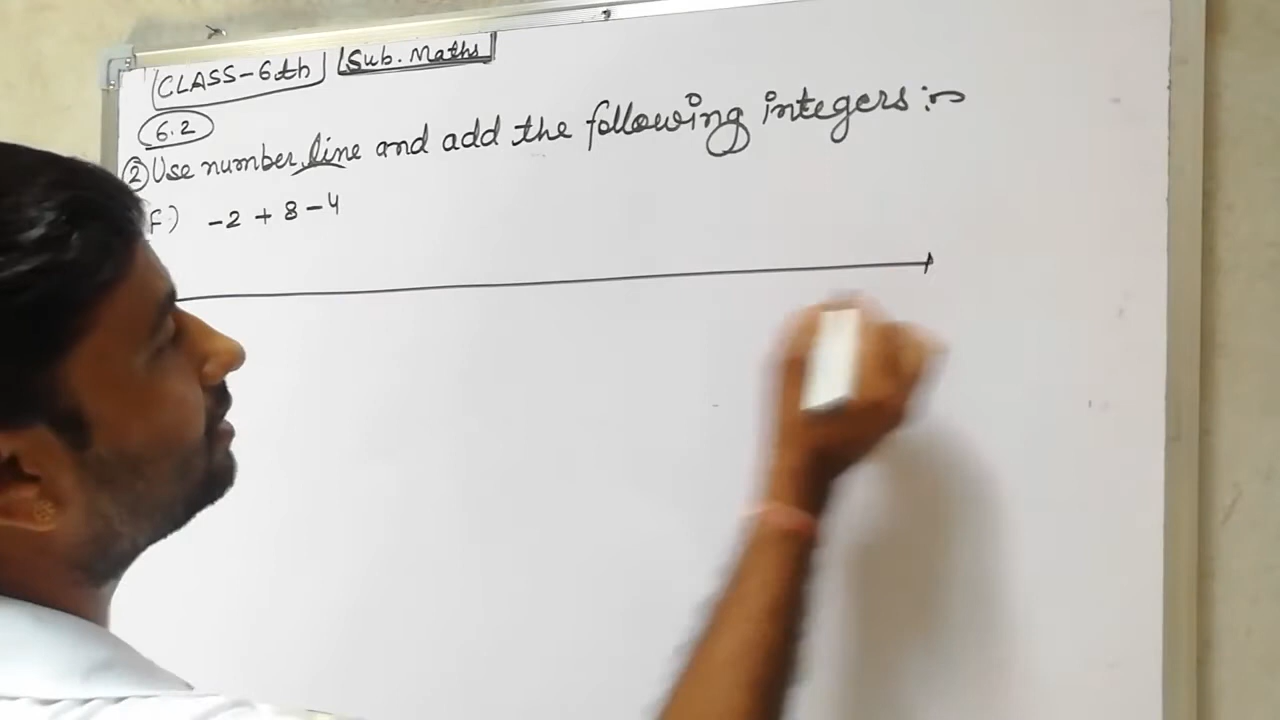 CLASS-6th Sub. Maths
6.2
② Use number line and add the following integers :-
F) -2 + 8 - 4